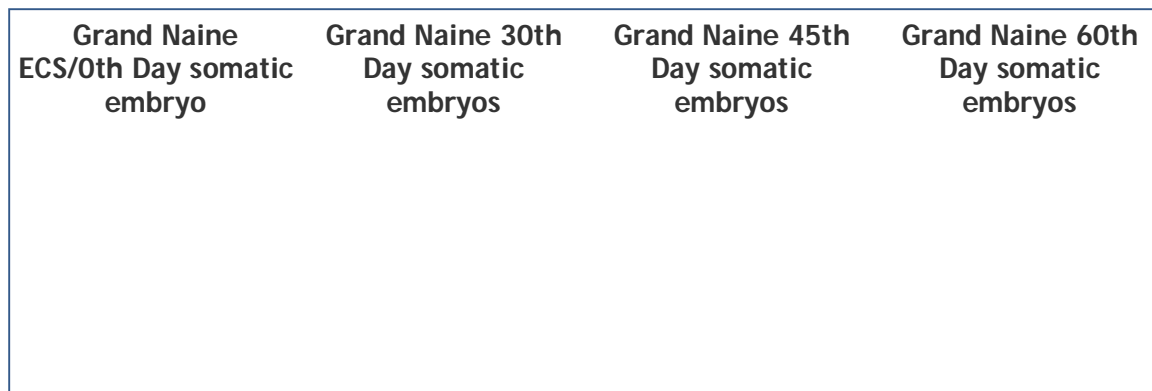 Grand Naine
ECS/0th Day somatic
embryo
Grand Naine 30th
Day somatic
embryos
Grand Naine 45th
Day somatic
embryos
Grand Naine 60th
Day somatic
embryos